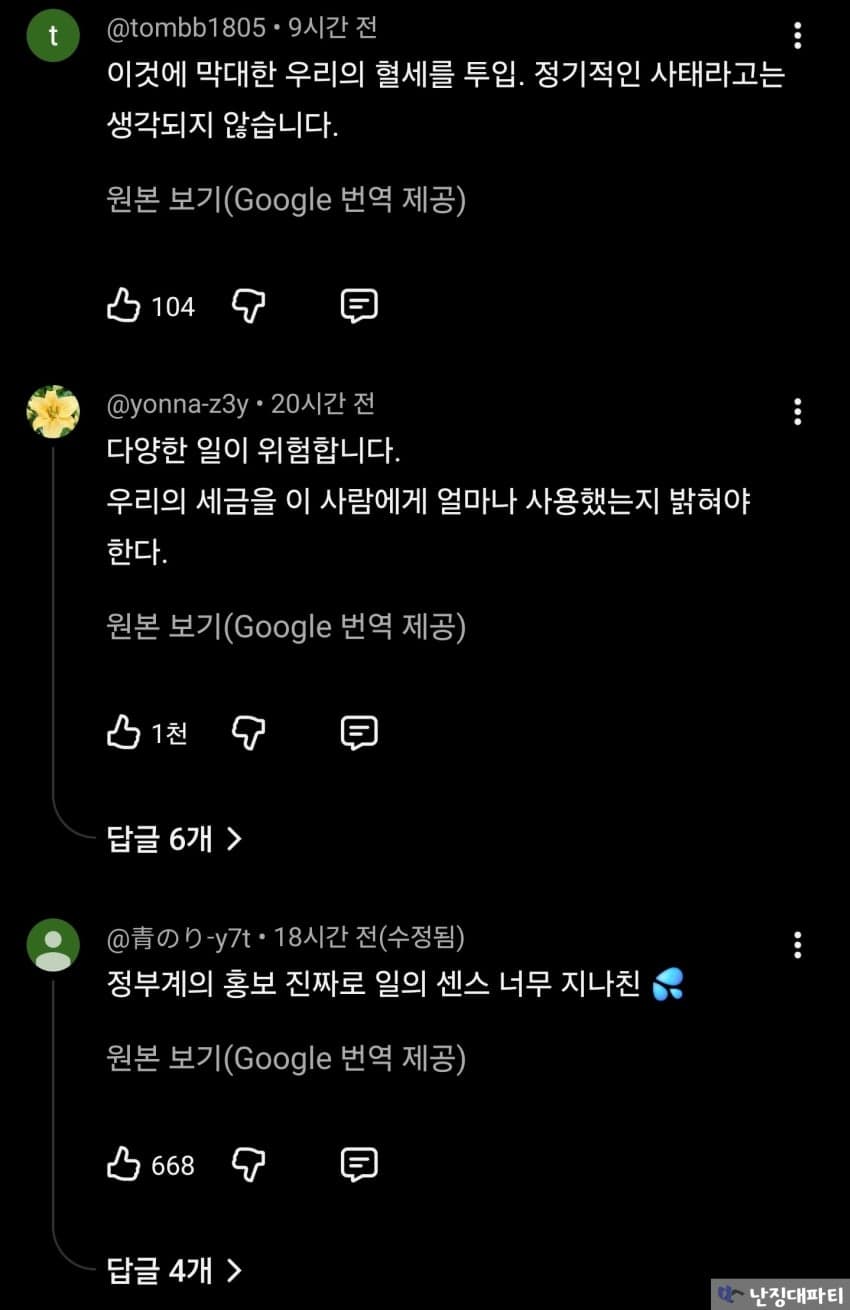 t
@tombb1805 • 9시간 전
이것에 막대한 우리의 혈세를 투입. 정기적인 사태라고는
생각되지 않습니다.
원본 보기(Google 번역 제공)
104
@yonna-z3y • 20시간 전
다양한 일이 위험합니다.
우리의 세금을 이 사람에게 얼마나 사용했는지 밝혀야
한다.
원본 보기(Google 번역 제공)
1천
답글 6개 >
@青のり-y7t • 18시간 전(수정됨)
정부계의 홍보 진짜로 일의 센스 너무 지나친 💦
원본 보기(Google 번역 제공)
668
답글 4개 >
난징대파티